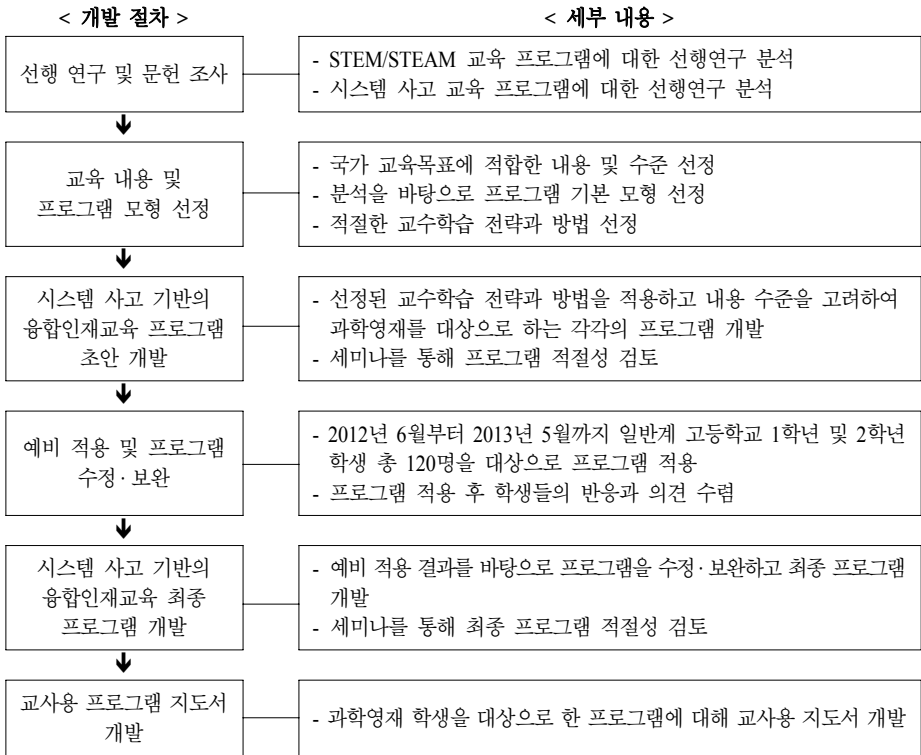 < 개발 절차 >
< 세부 내용 >
선행 연구 및 문헌 조사
- STEM/STEAM 교육 프로그램에 대한 선행연구 분석
- 시스템 사고 교육 프로그램에 대한 선행연구 분석
교육 내용 및
프로그램 모형 선정
- 국가 교육목표에 적합한 내용 및 수준 선정
- 분석을 바탕으로 프로그램 기본 모형 선정
- 적절한 교수학습 전략과 방법 선정
시스템 사고 기반의
융합인재교육 프로그램
초안 개발
- 선정된 교수학습 전략과 방법을 적용하고 내용 수준을 고려하여
과학영재를 대상으로 하는 각각의 프로그램 개발
- 세미나를 통해 프로그램 적절성 검토
예비 적용 및 프로그램
수정·보완
- 2012년 6월부터 2013년 5월까지 일반계 고등학교 1학년 및 2학년
학생 총 120명을 대상으로 프로그램 적용
- 프로그램 적용 후 학생들의 반응과 의견 수렴
시스템 사고 기반의
융합인재교육 최종
프로그램 개발
- 예비 적용 결과를 바탕으로 프로그램을 수정·보완하고 최종 프로그램
개발
- 세미나를 통해 최종 프로그램 적절성 검토
교사용 프로그램 지도서
개발
- 과학영재 학생을 대상으로 한 프로그램에 대해 교사용 지도서 개발